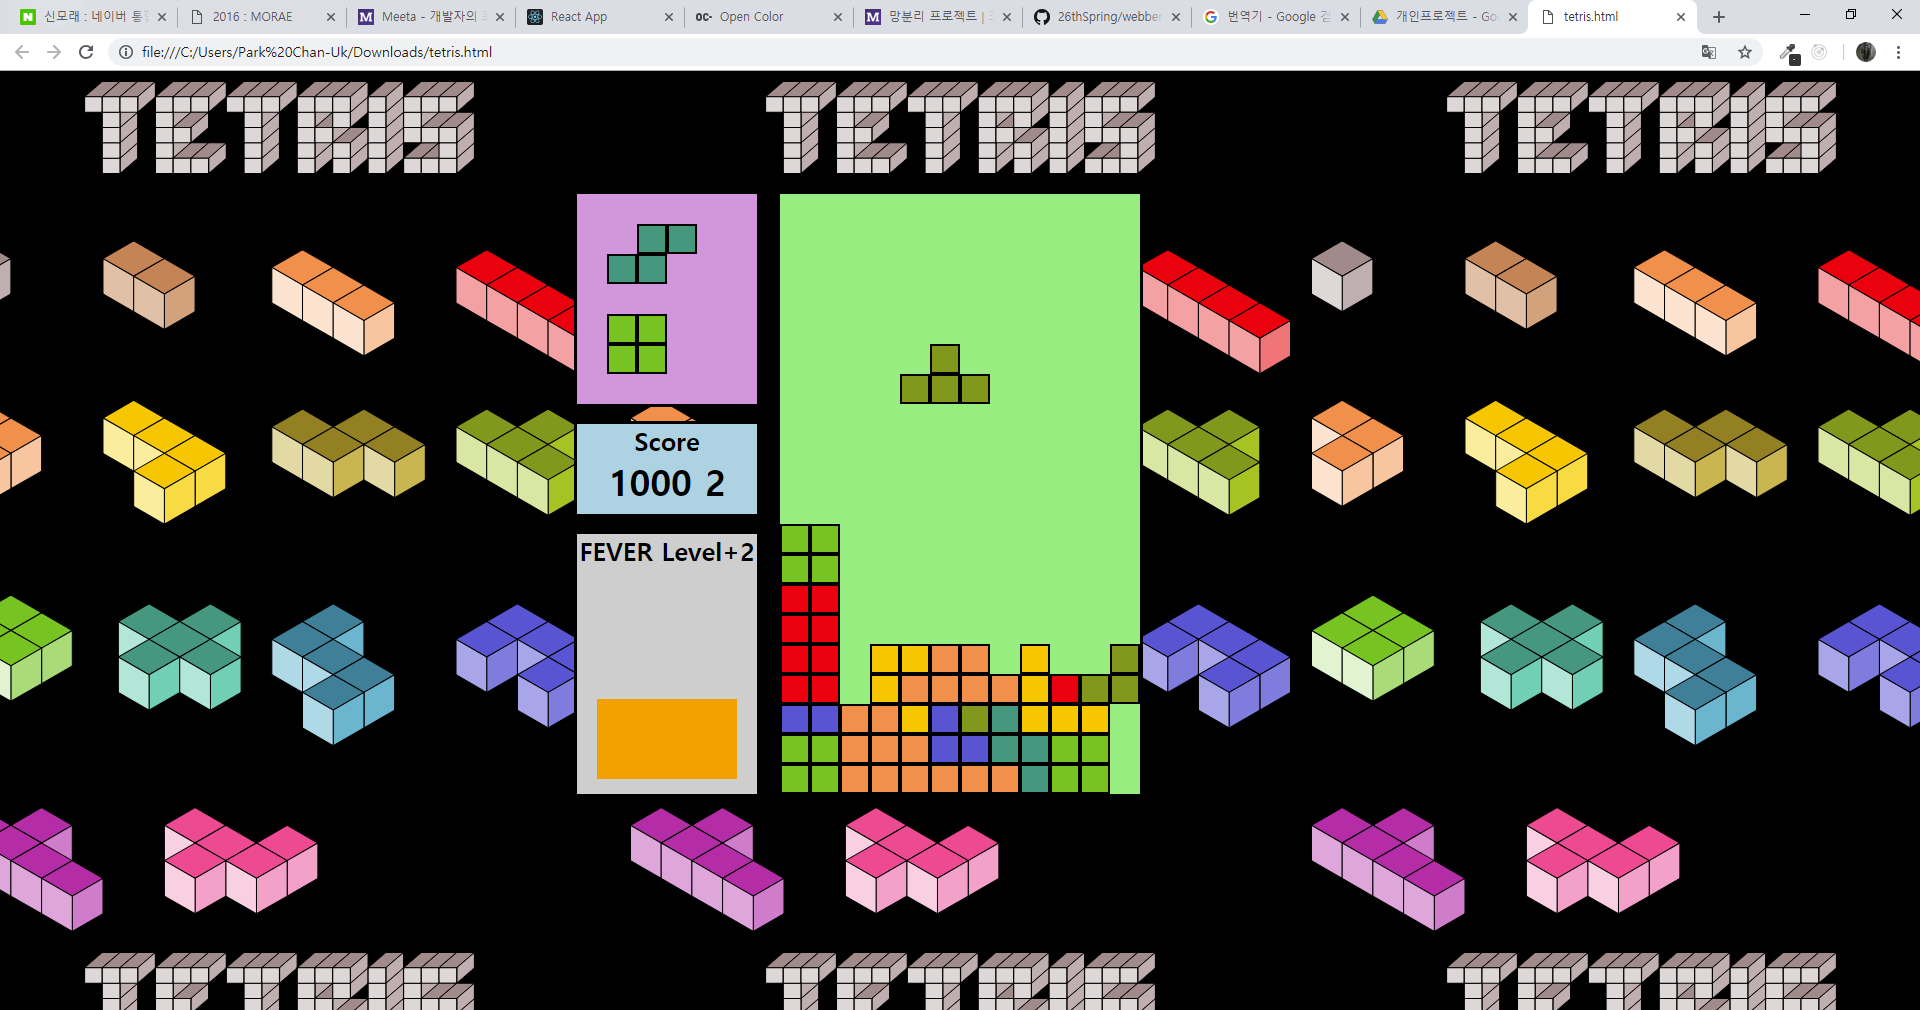 신모래 : 네이버 통
2016 : MORAE
Meeta - 개발자의
React App
OC- Open Color
망분리 프로젝트 |
26thSpring/webber
번역기 - Google 검
개인프로젝트 - Go
tetris.html
file:///C:/Users/Park%20Chan-Uk/Downloads/tetris.html
TETRIS TETRIS TETRIS
Score
1000 2
FEVER Level+2
TETRIS TETRIS TETRIS